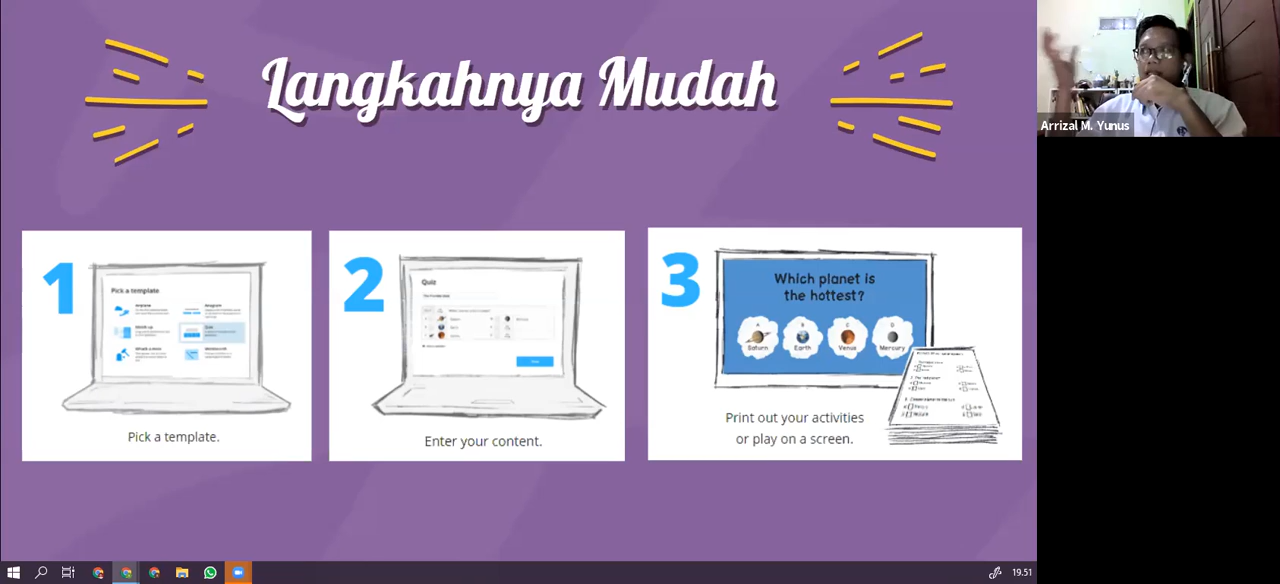 Langkahnya Mudah
Arrizal M. Yunus
1
Pick a template
Quiz
Pick a template.
2
Quiz
Enter your content.
3
Which planet is
the hottest?
A
B
C
D
Saturn
Earth
Venus
Mercury
Print out your activities
or play on a screen.
19.51